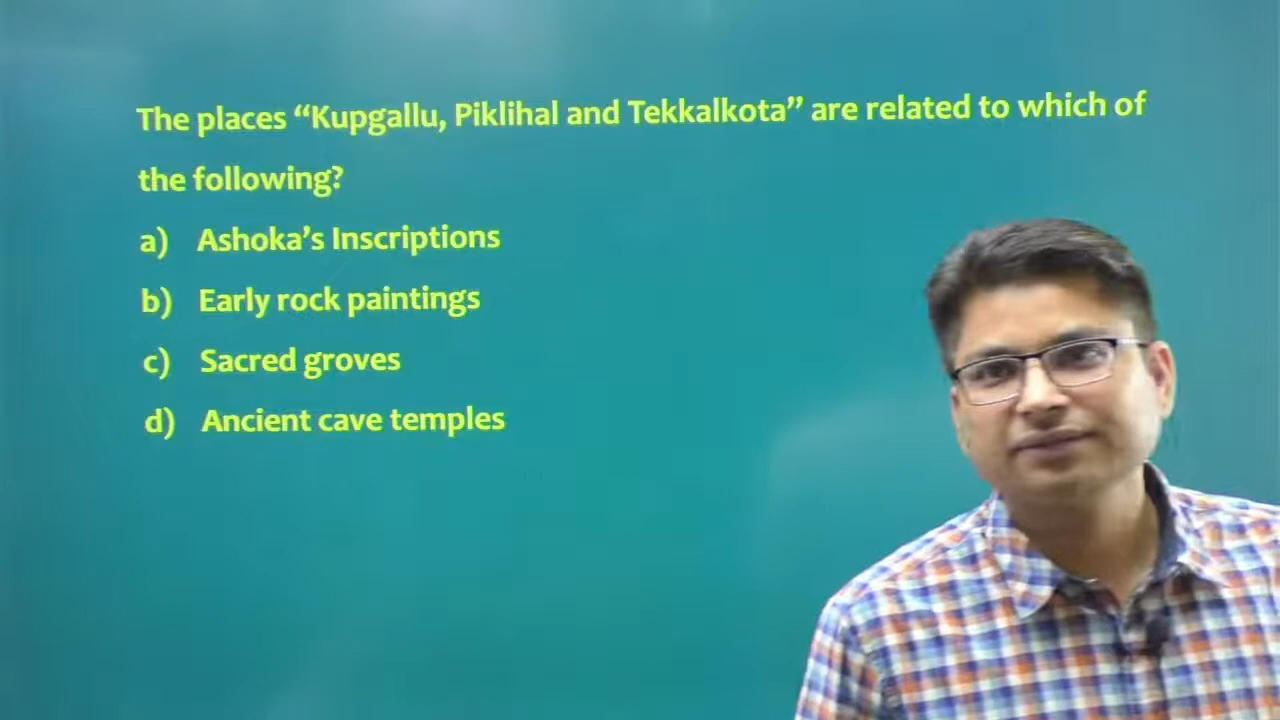 The places “Kupgallu, Piklihal and Tekkalkota” are related to which of
the following?
a) Ashoka’s Inscriptions
b) Early rock paintings
c) Sacred groves
d) Ancient cave temples